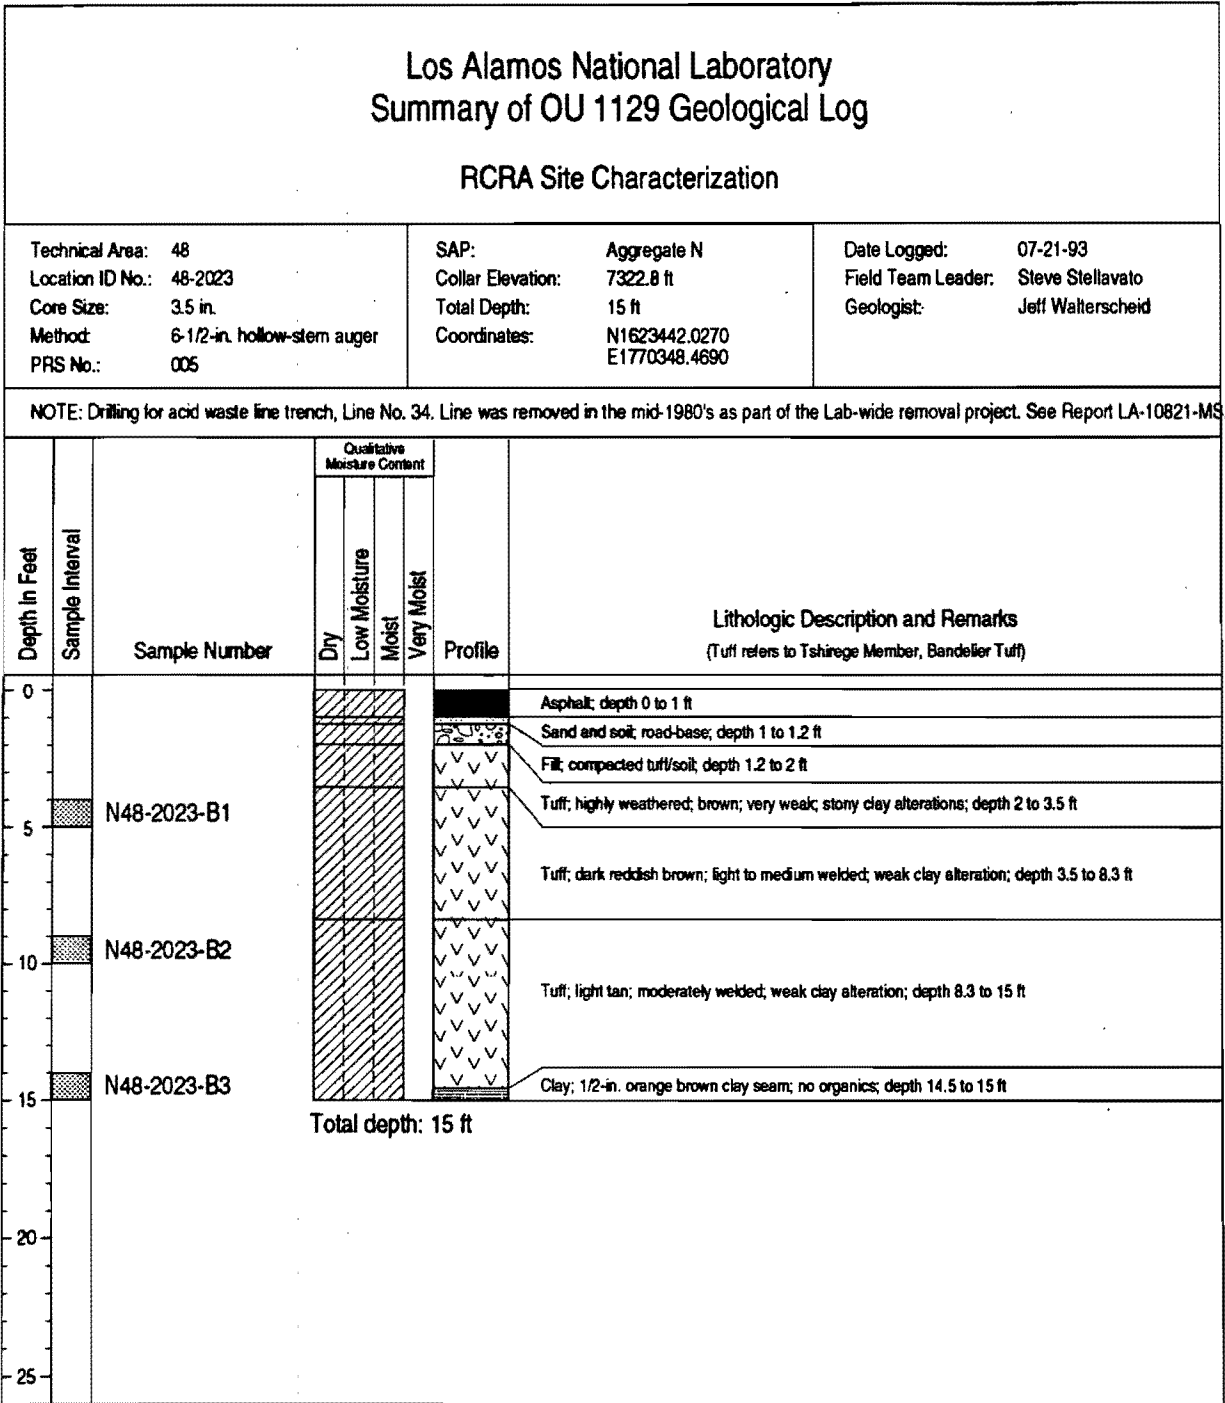 Los Alamos National Laboratory
Summary of OU 1129 Geological Log
RCRA Site Characterization
Technical Area: 48
Location ID No.: 48-2023
Core Size: 3.5 in.
Method: 6-1/2-in. hollow-stem auger
PRS No.: 005
SAP: Aggregate N
Collar Elevation: 7322.8 ft
Total Depth: 15 ft
Coordinates: N1623442.0270
E1770348.4690
Date Logged: 07-21-93
Field Team Leader: Steve Stellavato
Geologist: Jeff Walterscheid
NOTE: Drilling for acid waste line trench, Line No. 34. Line was removed in the mid-1980's as part of the Lab-wide removal project. See Report LA-10821-MS
Depth In Feet
Sample Interval
Sample Number
Qualitative
Moisture Content
Dry
Low Moisture
Moist
Very Moist
Profile
Lithologic Description and Remarks
(Tuff refers to Tshirege Member, Bandelier Tuff)
0
Asphalt; depth 0 to 1 ft
Sand and soil; road-base; depth 1 to 1.2 ft
Fill; compacted tuff/soil; depth 1.2 to 2 ft
Tuff; highly weathered; brown; very weak; stony clay alterations; depth 2 to 3.5 ft
N48-2023-B1
5
Tuff; dark reddish brown; light to medium welded; weak clay alteration; depth 3.5 to 8.3 ft
N48-2023-B2
10
Tuff; light tan; moderately welded; weak clay alteration; depth 8.3 to 15 ft
N48-2023-B3
Clay; 1/2-in. orange brown clay seam; no organics; depth 14.5 to 15 ft
15
Total depth: 15 ft
20
25